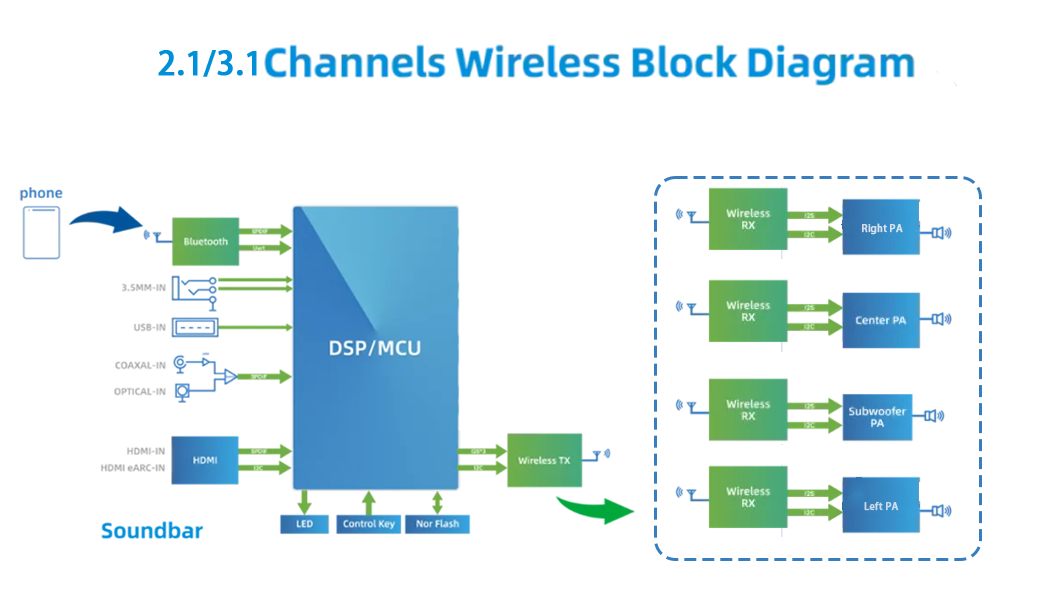 2.1/3.1 Channels Wireless Block Diagram
phone
Bluetooth
SPDIF
Uart
3.5MM-IN
USB-IN
COAXAL-IN
OPTICAL-IN
SPDIF
HDMI-IN
HDMI eARC-IN
HDMI
SPDIF
I2C
DSP/MCU
I2C
Wireless TX
LED
Control Key
Nor Flash
Soundbar
Wireless
RX
I2S
I2C
Right PA
Wireless
RX
I2S
I2C
Center PA
Wireless
RX
I2S
I2C
Subwoofer
PA
Wireless
RX
I2S
I2C
Left PA